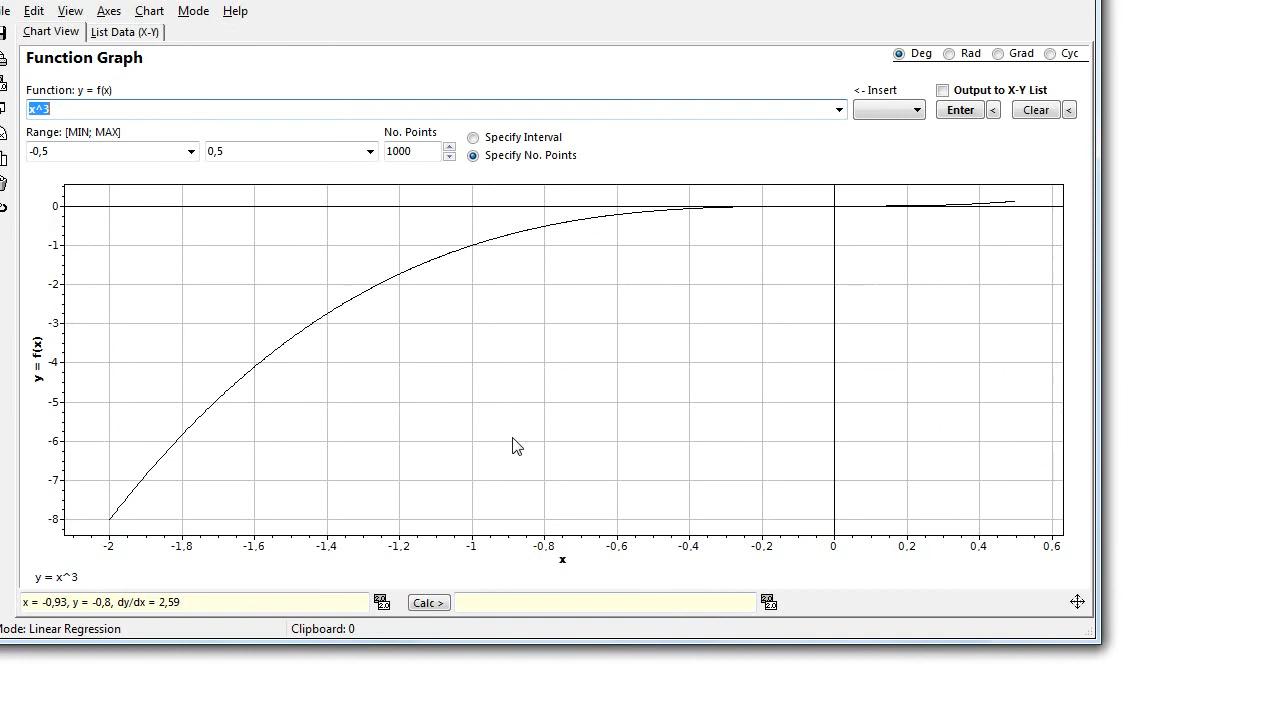 le Edit View Axes Chart Mode Help
Chart View List Data (X-Y)
Function Graph
Deg Rad Grad Cyc
Function: y = f(x)
<- Insert
Output to X-Y List
x^3
Enter < Clear <
Range: [MIN; MAX]
No. Points
Specify Interval
-0,5 0,5 1000
Specify No. Points
0
-1
-2
-3
-4
-5
-6
-7
-8
y = f(x)
-2 -1,8 -1,6 -1,4 -1,2 -1 -0,8 -0,6 -0,4 -0,2 0 0,2 0,4 0,6
x
y = x^3
x = -0,93, y = -0,8, dy/dx = 2,59
Calc >
Mode: Linear Regression
Clipboard: 0